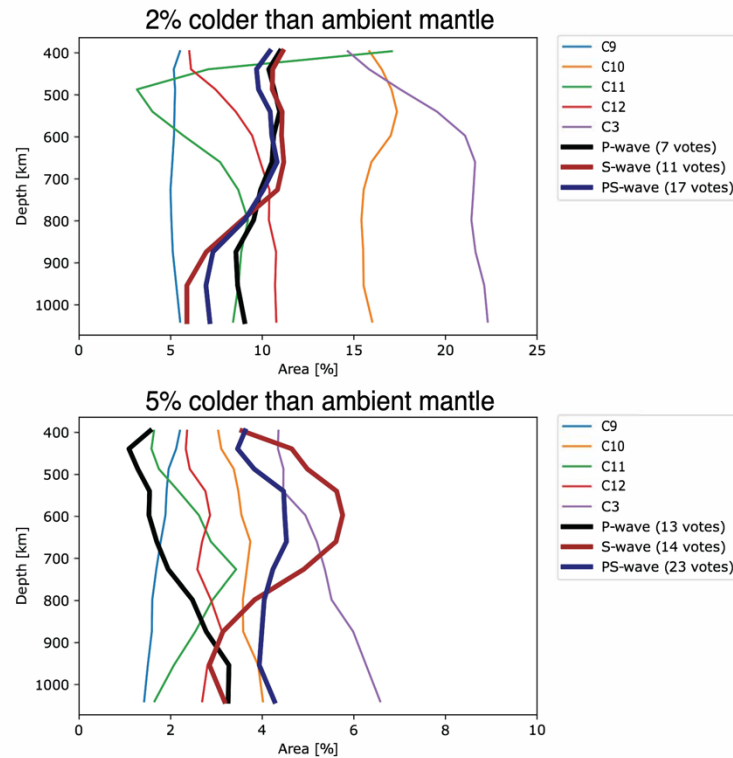 2% colder than ambient mantle
400
500
600
700
800
900
1000
Depth [km]
0
5
10
15
20
25
Area [%]
C9
C10
C11
C12
C3
P-wave (7 votes)
S-wave (11 votes)
PS-wave (17 votes)
5% colder than ambient mantle
400
500
600
700
800
900
1000
Depth [km]
0
2
4
6
8
10
Area [%]
C9
C10
C11
C12
C3
P-wave (13 votes)
S-wave (14 votes)
PS-wave (23 votes)